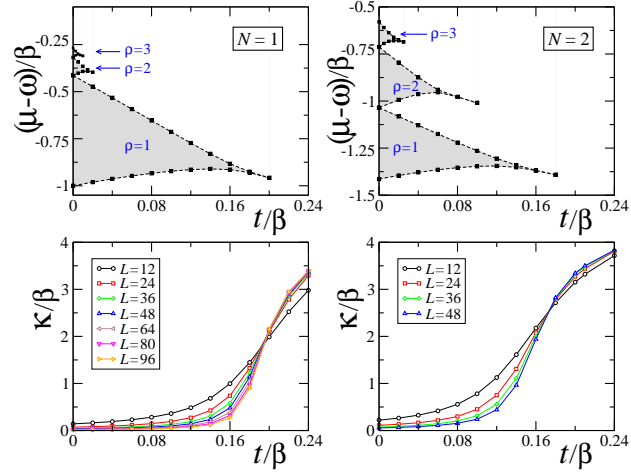 N = 1
(μ-ω)/β
-0.25
-0.5
-0.75
-1
ρ=3
ρ=2
ρ=1
0 0.08 0.16 0.24
t/β
N = 2
(μ-ω)/β
-0.5
-0.75
-1
-1.25
-1.5
ρ=3
ρ=2
ρ=1
0 0.08 0.16 0.24
t/β
κ/β
4
3
2
1
0
L=12
L=24
L=36
L=48
L=64
L=80
L=96
0 0.08 0.16 0.24
t/β
κ/β
4
3
2
1
0
L=12
L=24
L=36
L=48
0 0.08 0.16 0.24
t/β